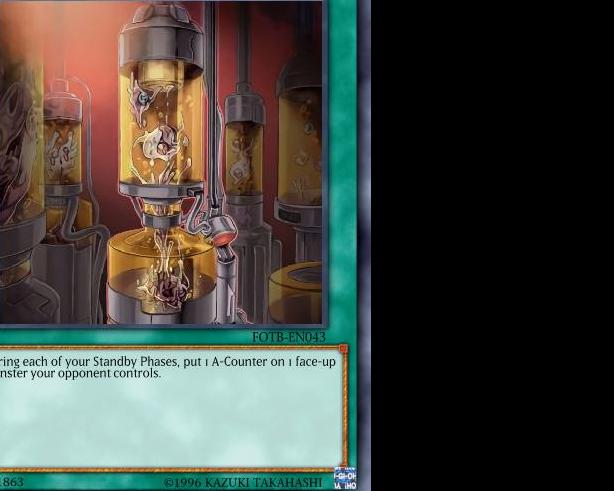 FOTB-EN043
ring each of your Standby Phases, put 1 A-Counter on 1 face-up
nster your opponent controls.
1863
©1996 KAZUKI TAKAHASHI